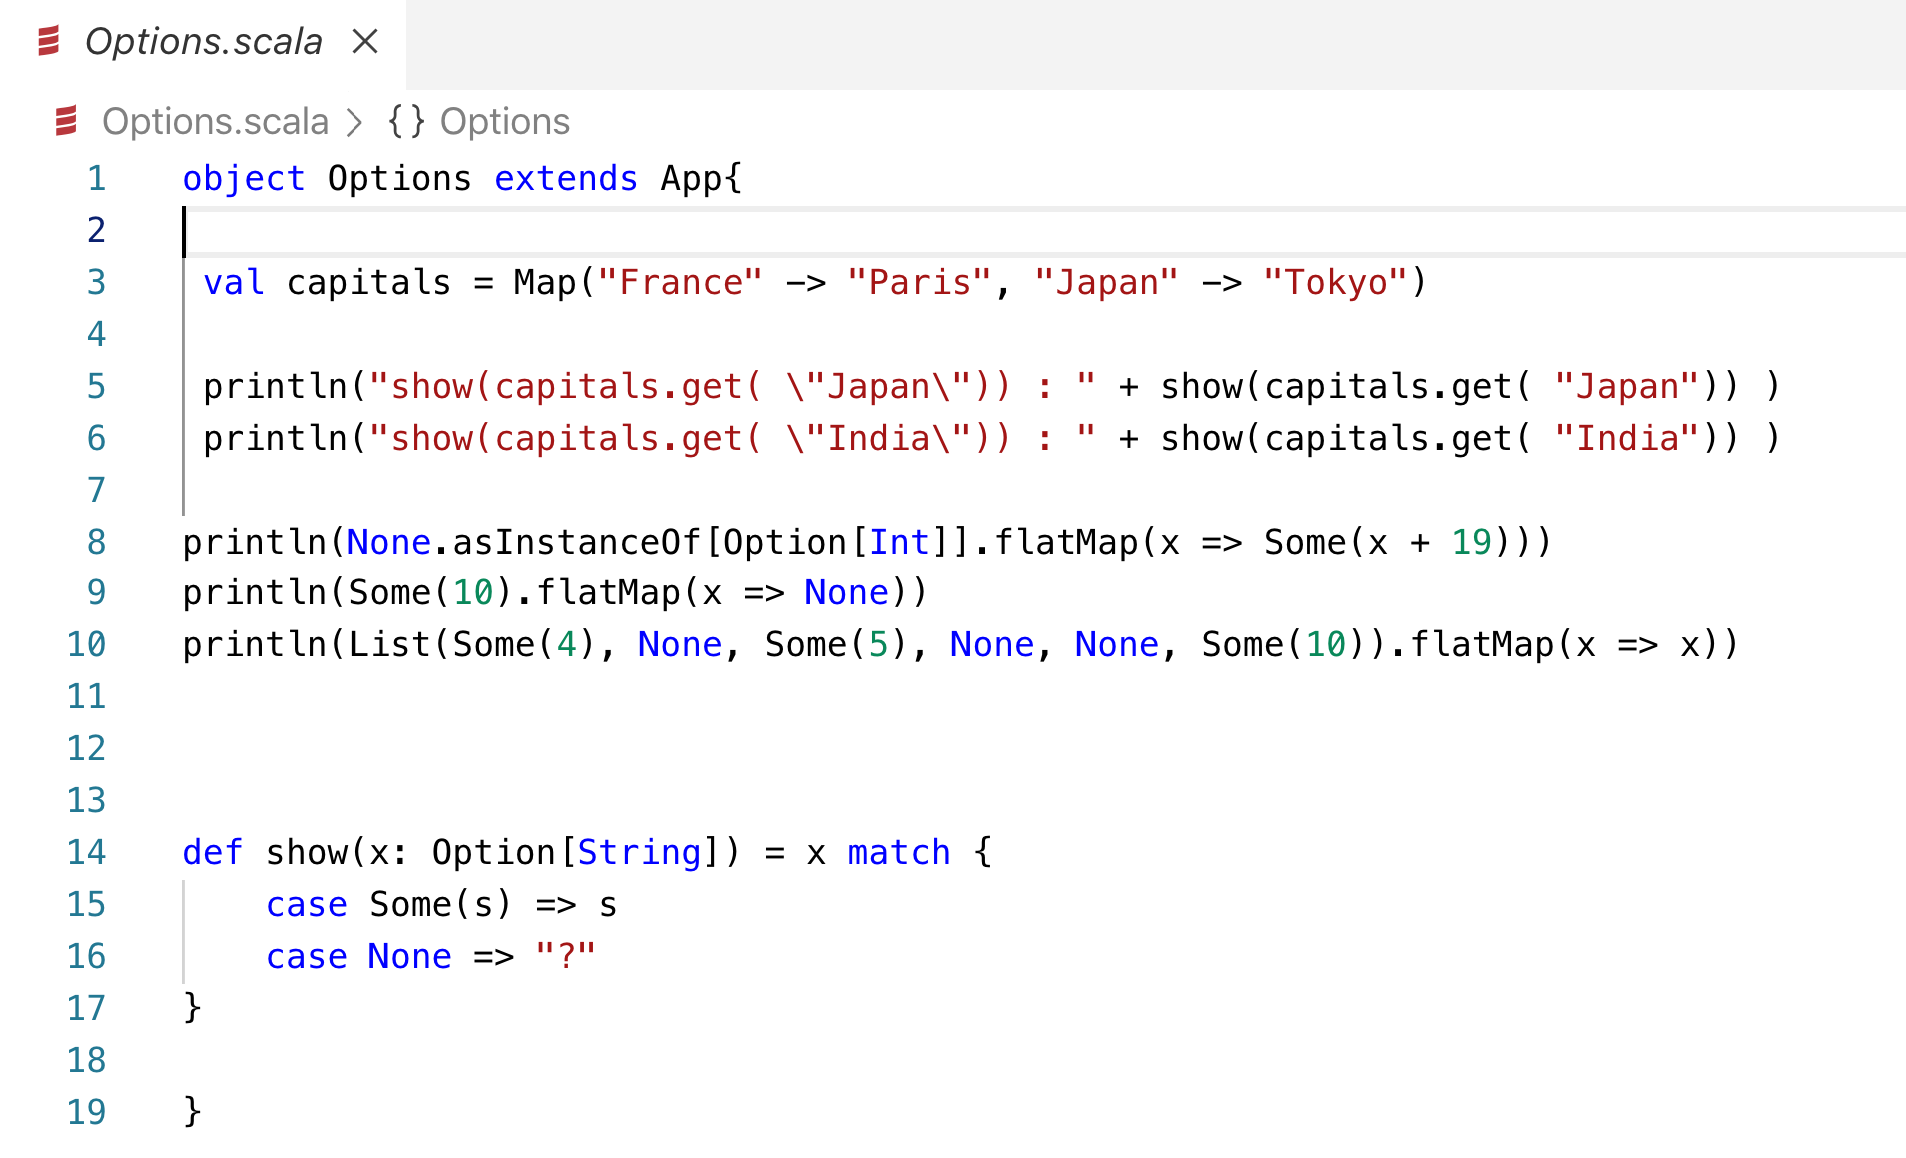 Options.scala
Options.scala > {} Options
1 object Options extends App{
2
3  val capitals = Map("France" -> "Paris", "Japan" -> "Tokyo")
4
5  println("show(capitals.get( \"Japan\")) : " + show(capitals.get( "Japan")) )
6  println("show(capitals.get( \"India\")) : " + show(capitals.get( "India")) )
7
8 println(None.asInstanceOf[Option[Int]].flatMap(x => Some(x + 19)))
9 println(Some(10).flatMap(x => None))
10 println(List(Some(4), None, Some(5), None, None, Some(10)).flatMap(x => x))
11
12
13
14 def show(x: Option[String]) = x match {
15     case Some(s) => s
16     case None => "?"
17 }
18
19 }